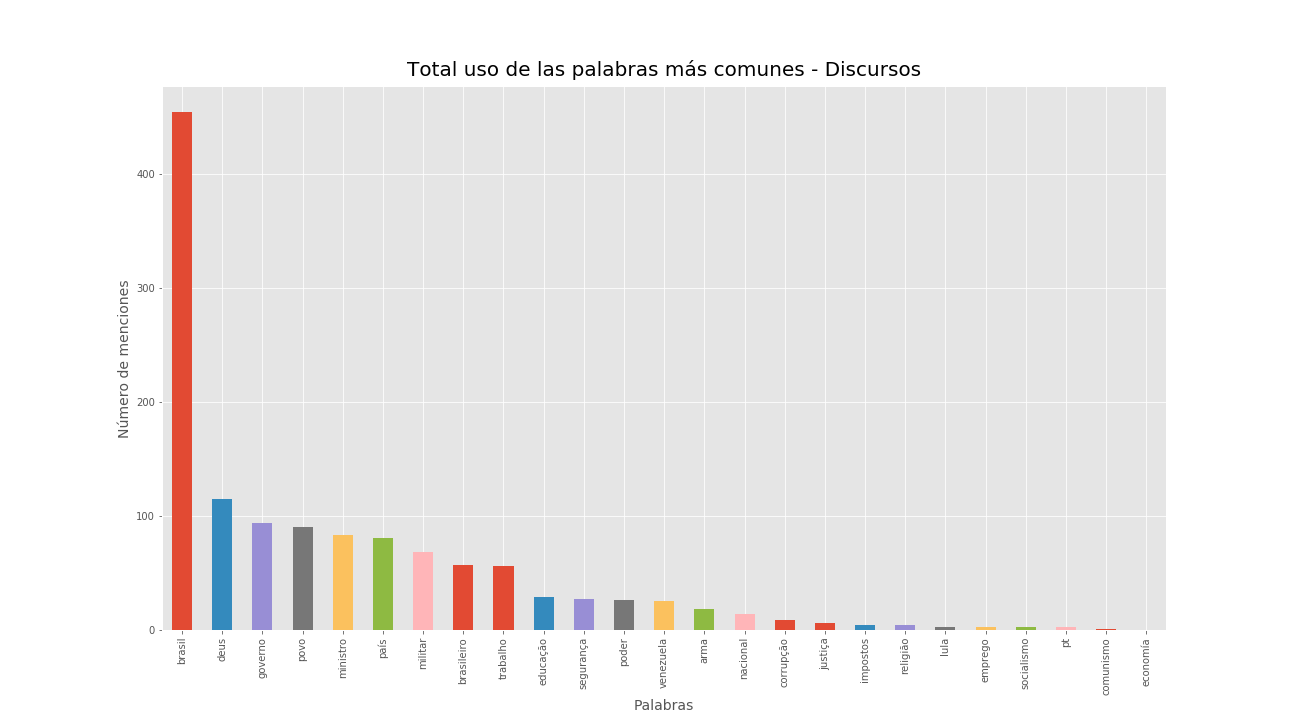 Total uso de las palabras más comunes - Discursos
Número de menciones
400
300
200
100
0
brasil
deus
governo
povo
ministro
país
militar
brasileiro
trabalho
educação
segurança
poder
venezuela
arma
nacional
corrupção
justiça
impostos
religião
lula
emprego
socialismo
pt
comunismo
economia
Palabras